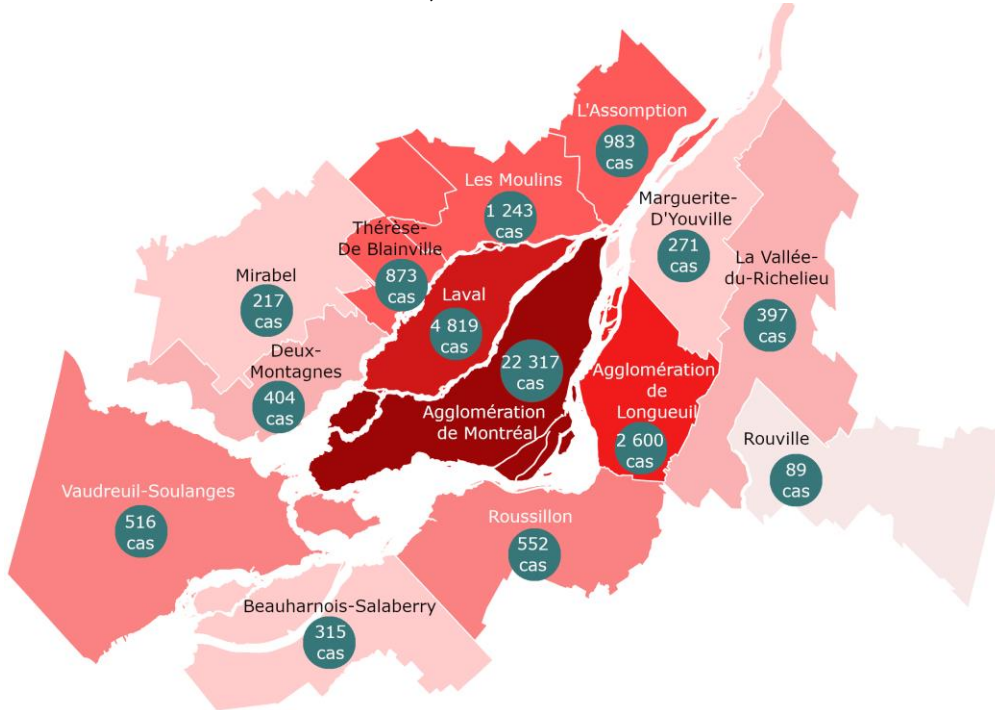 L'Assomption
983
cas
Les Moulins
1 243
cas
Marguerite-
D'Youville
271
cas
Thérèse-
De Blainville
873
cas
La Vallée-
du-Richelieu
397
cas
Mirabel
217
cas
Laval
4 819
cas
Deux-
Montagnes
404
cas
22 317
cas
Agglomération
de Montréal
Agglomération
de
Longueuil
2 600
cas
Rouville
89
cas
Vaudreuil-Soulanges
516
cas
Roussillon
552
cas
Beauharnois-Salaberry
315
cas